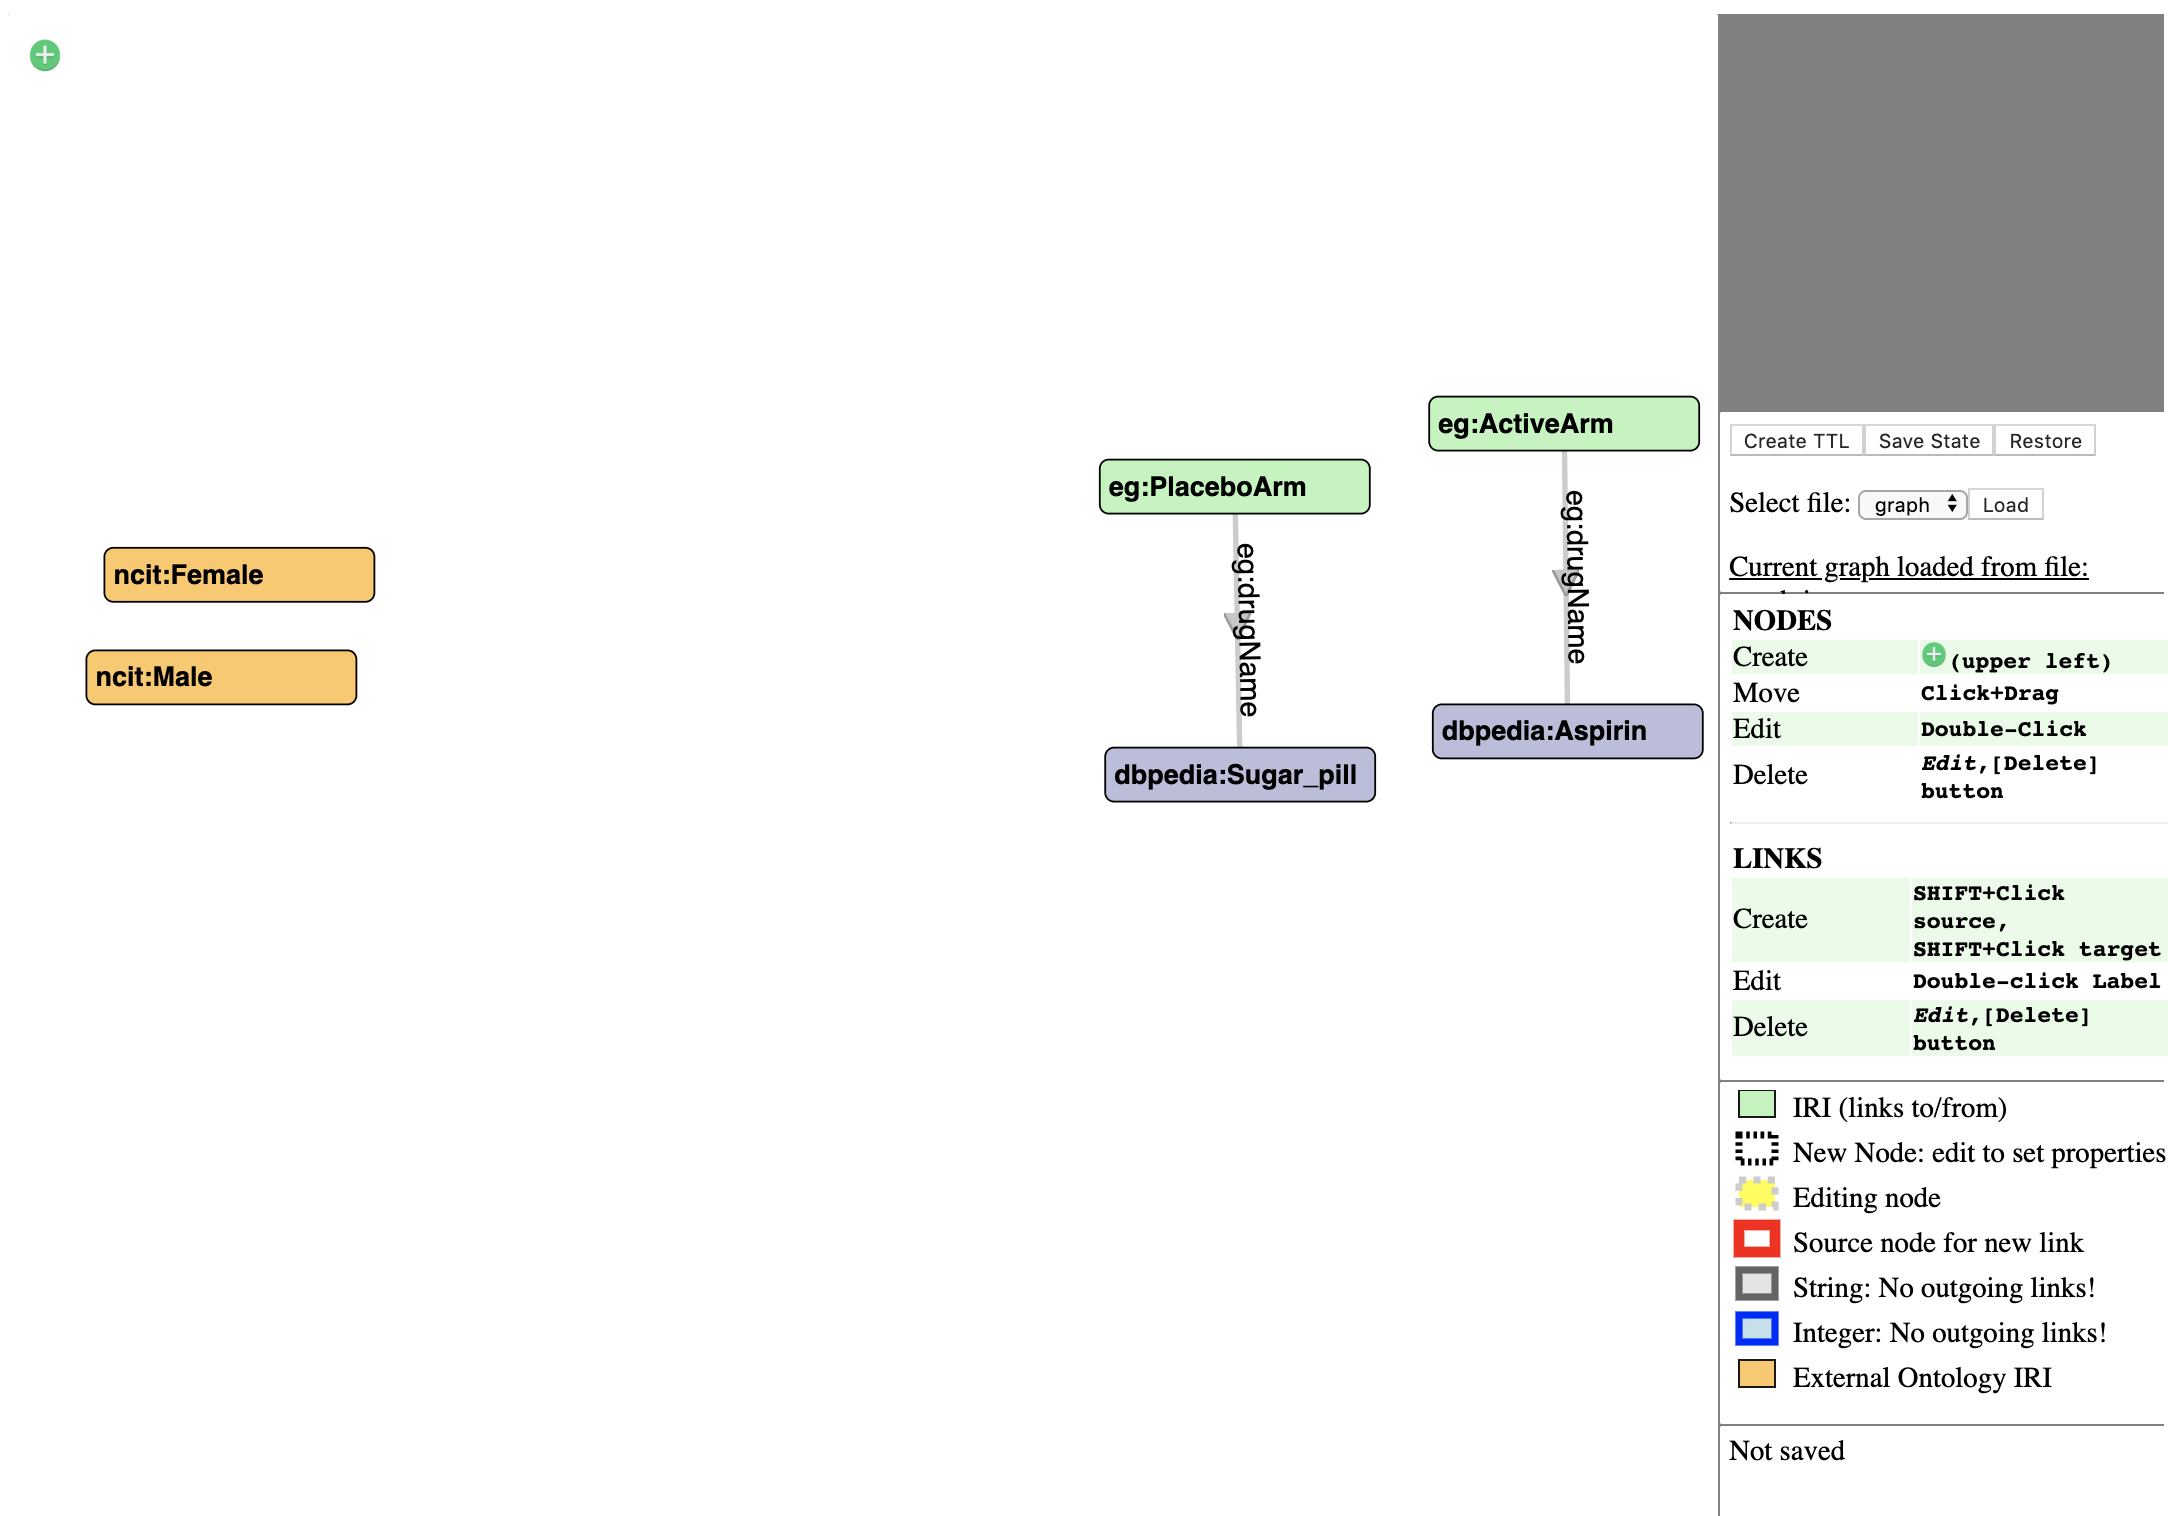 eg:ActiveArm
eg:PlaceboArm
eg:drugName
eg:drugName
ncit:Female
ncit:Male
dbpedia:Aspirin
dbpedia:Sugar_pill
Create TTL Save State Restore
Select file: graph Load
Current graph loaded from file:
NODES
Create (upper left)
Move Click+Drag
Edit Double-Click
Delete Edit,[Delete]
button
LINKS
Create SHIFT+Click
source,
SHIFT+Click target
Edit Double-click Label
Delete Edit,[Delete]
button
IRI (links to/from)
New Node: edit to set properties
Editing node
Source node for new link
String: No outgoing links!
Integer: No outgoing links!
External Ontology IRI
Not saved